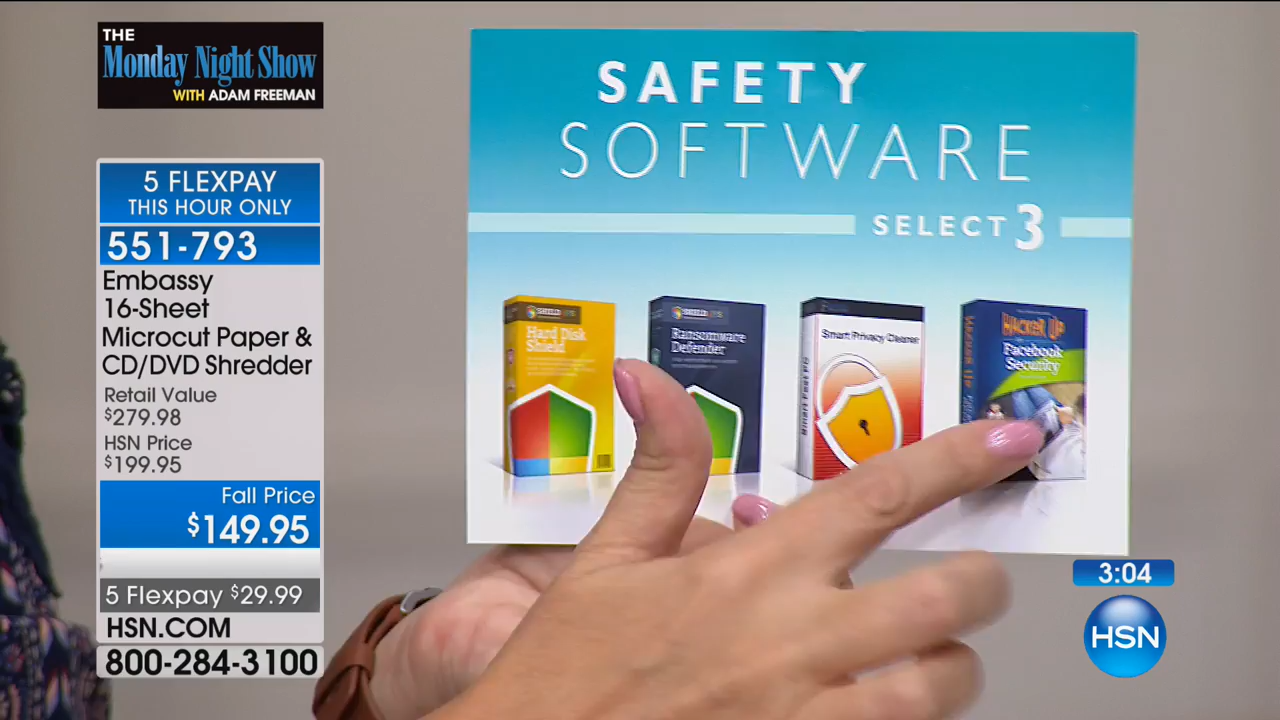 THE
Monday Night Show
WITH ADAM FREEMAN
5 FLEXPAY
THIS HOUR ONLY
551-793
Embassy
16-Sheet
Microcut Paper &
CD/DVD Shredder
Retail Value
$279.98
HSN Price
$199.95
Fall Price
$149.95
5 Flexpay $29.99
HSN.COM
800-284-3100
SAFETY
SOFTWARE
SELECT 3
Hard Disk
Shield
Ransomware
Defender
Smart Privacy Cleaner
HACKER UP
Facebook
Security
3:04
HSN